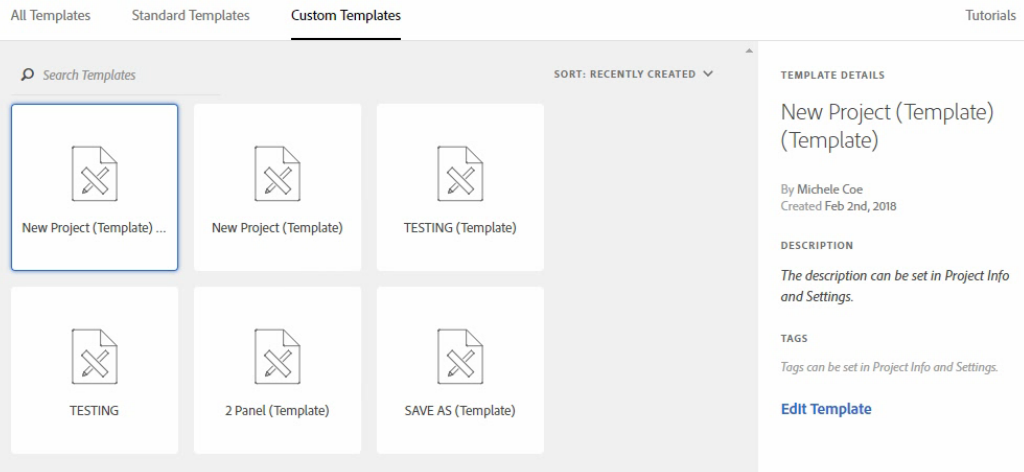 All Templates Standard Templates Custom Templates Tutorials
Search Templates
SORT: RECENTLY CREATED
New Project (Template) ...
New Project (Template)
TESTING (Template)
TESTING
2 Panel (Template)
SAVE AS (Template)
TEMPLATE DETAILS
New Project (Template)
(Template)
By Michele Coe
Created Feb 2nd, 2018
DESCRIPTION
The description can be set in Project Info
and Settings.
TAGS
Tags can be set in Project Info and Settings.
Edit Template